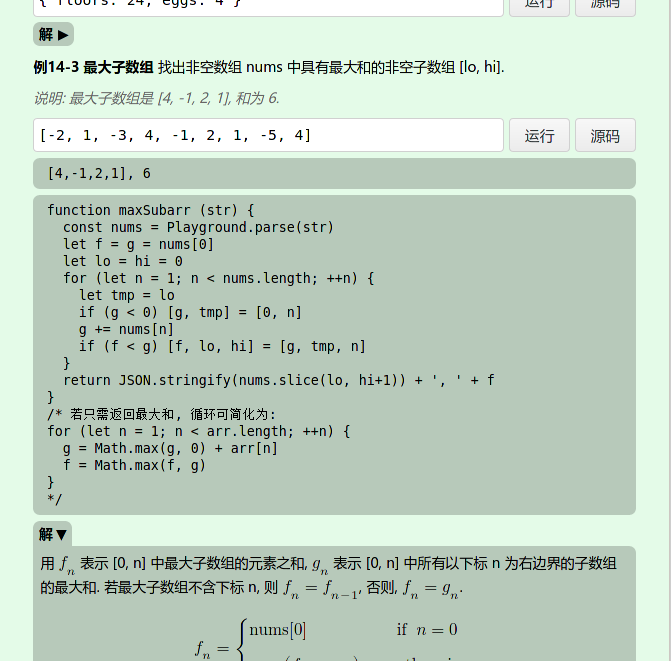 { floors: 24, eggs: 4 } 运行 源码
解 ▶
例14-3 最大子数组 找出非空数组 nums 中具有最大和的非空子数组 [lo, hi].
说明: 最大子数组是 [4, -1, 2, 1], 和为 6.
[-2, 1, -3, 4, -1, 2, 1, -5, 4] 运行 源码
[4,-1,2,1], 6
function maxSubarr (str) {
  const nums = Playground.parse(str)
  let f = g = nums[0]
  let lo = hi = 0
  for (let n = 1; n < nums.length; ++n) {
    let tmp = lo
    if (g < 0) [g, tmp] = [0, n]
    g += nums[n]
    if (f < g) [f, lo, hi] = [g, tmp, n]
  }
  return JSON.stringify(nums.slice(lo, hi+1)) + ', ' + f
}
/* 若只需返回最大和, 循环可简化为:
for (let n = 1; n < arr.length; ++n) {
  g = Math.max(g, 0) + arr[n]
  f = Math.max(f, g)
}
*/
解 ▼
用 f_n 表示 [0, n] 中最大子数组的元素之和, g_n 表示 [0, n] 中所有以下标 n 为右边界的子数组
的最大和. 若最大子数组不含下标 n, 则 f_n = f_{n−1}, 否则, f_n = g_n.
nums[0] if n = 0
f_n = {